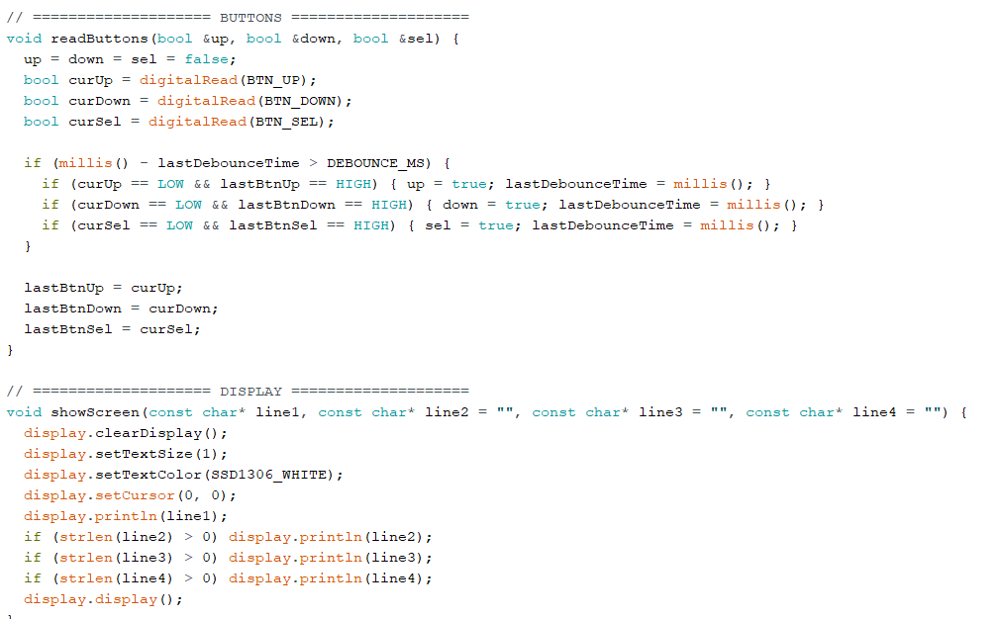 // ==================== BUTTONS ====================
void readButtons(bool &up, bool &down, bool &sel) {
  up = down = sel = false;
  bool curUp = digitalRead(BTN_UP);
  bool curDown = digitalRead(BTN_DOWN);
  bool curSel = digitalRead(BTN_SEL);

  if (millis() - lastDebounceTime > DEBOUNCE_MS) {
    if (curUp == LOW && lastBtnUp == HIGH) { up = true; lastDebounceTime = millis(); }
    if (curDown == LOW && lastBtnDown == HIGH) { down = true; lastDebounceTime = millis(); }
    if (curSel == LOW && lastBtnSel == HIGH) { sel = true; lastDebounceTime = millis(); }
  }

  lastBtnUp = curUp;
  lastBtnDown = curDown;
  lastBtnSel = curSel;
}

// ==================== DISPLAY ====================
void showScreen(const char* line1, const char* line2 = "", const char* line3 = "", const char* line4 = "") {
  display.clearDisplay();
  display.setTextSize(1);
  display.setTextColor(SSD1306_WHITE);
  display.setCursor(0, 0);
  display.println(line1);
  if (strlen(line2) > 0) display.println(line2);
  if (strlen(line3) > 0) display.println(line3);
  if (strlen(line4) > 0) display.println(line4);
  display.display();
}